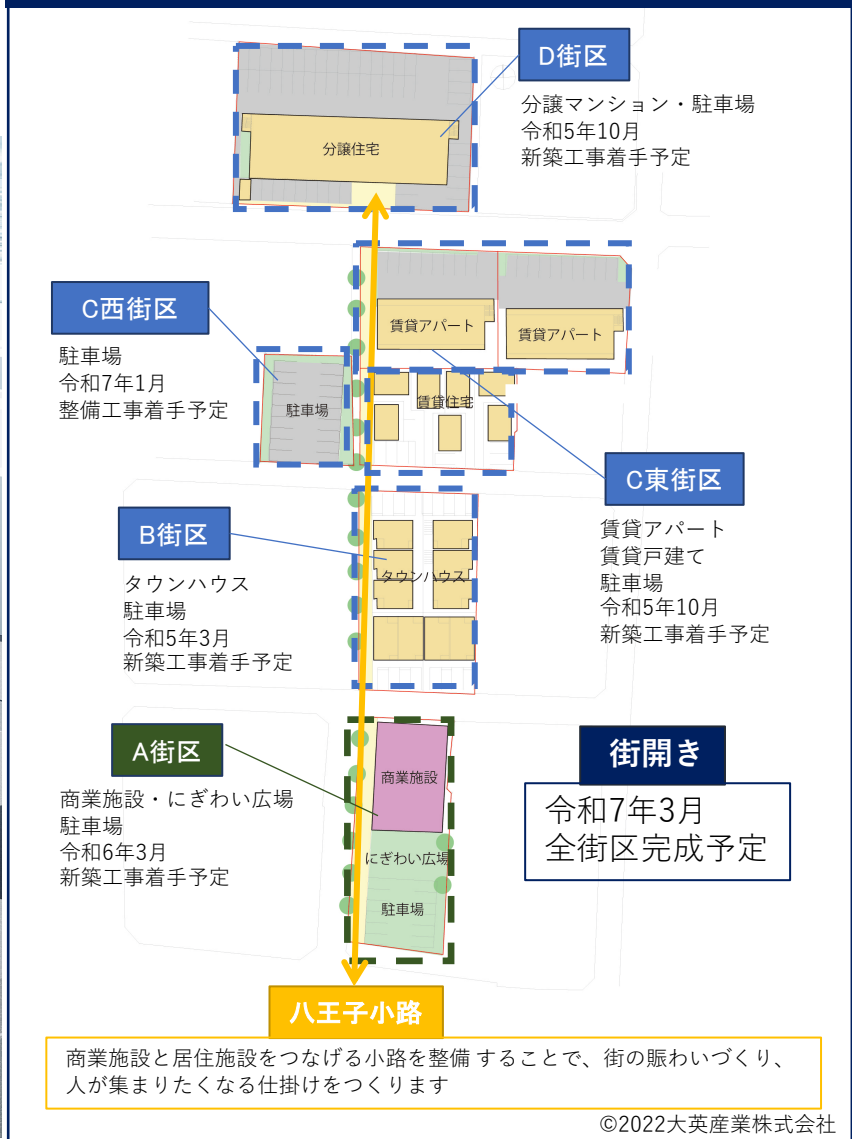 D街区
分譲マンション・駐車場
令和5年10月
新築工事着手予定
分譲住宅
C西街区
駐車場
令和7年1月
整備工事着手予定
賃貸アパート
賃貸アパート
駐車場
賃貸住宅
C東街区
賃貸アパート
賃貸戸建て
駐車場
令和5年10月
新築工事着手予定
B街区
タウンハウス
駐車場
令和5年3月
新築工事着手予定
タウンハウス
A街区
商業施設・にぎわい広場
駐車場
令和6年3月
新築工事着手予定
商業施設
にぎわい広場
駐車場
街開き
令和7年3月
全街区完成予定
八王子小路
商業施設と居住施設をつなげる小路を整備 することで、街の賑わいづくり、
人が集まりたくなる仕掛けをつくります
©2022大英産業株式会社